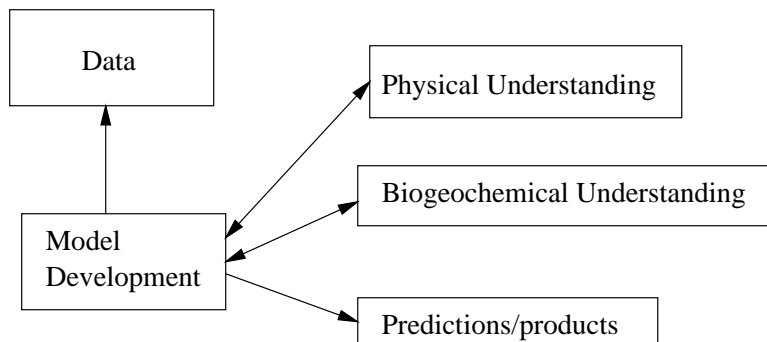 Data
Physical Understanding
Biogeochemical Understanding
Model
Development
Predictions/products